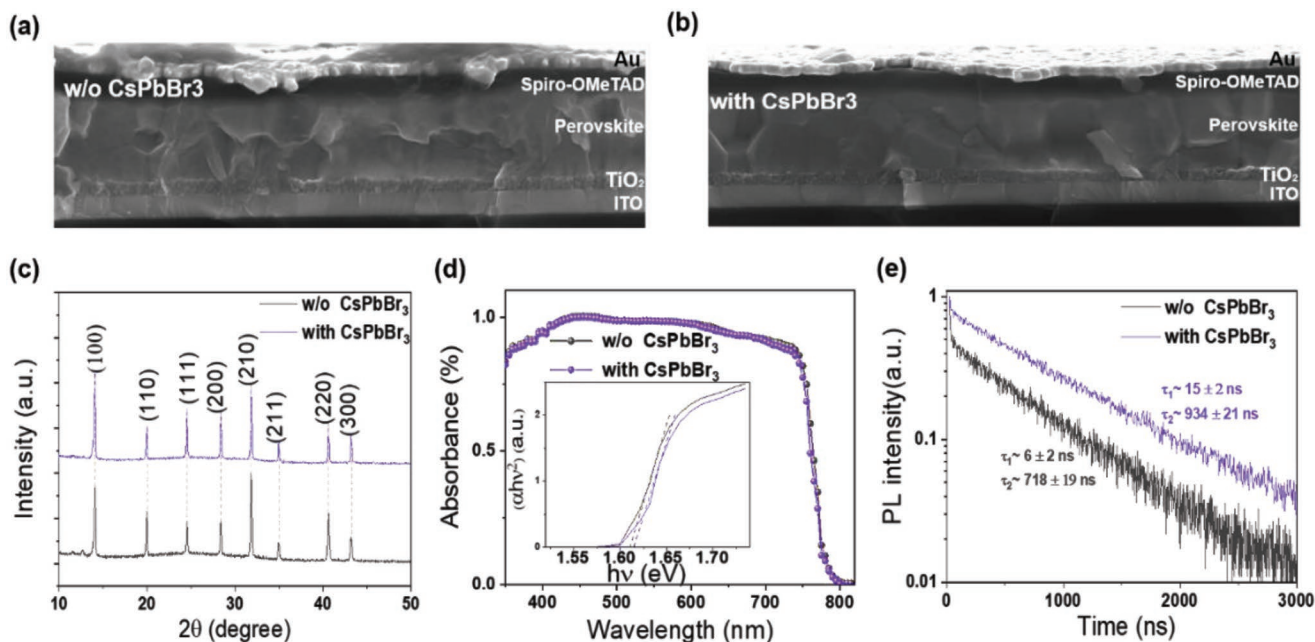 (a)
Au
Spiro-OMeTAD
w/o CsPbBr3
Perovskite
TiO₂
ITO
(b)
Au
Spiro-OMeTAD
with CsPbBr3
Perovskite
TiO₂
ITO
(c)
w/o CsPbBr₃
with CsPbBr₃
(100)
(110)
(111)
(200)
(210)
(211)
(220)
(300)
Intensity (a.u.)
10 20 30 40 50
2θ (degree)
(d)
Absorbance (%)
1.0
0.5
0.0
w/o CsPbBr₃
with CsPbBr₃
(αhν²) (a.u.)
2
1
0
1.55 1.60 1.65 1.70
hν (eV)
400 500 600 700 800
Wavelength (nm)
(e)
PL intensity(a.u.)
1
0.1
0.01
w/o CsPbBr₃
with CsPbBr₃
τ₁~ 15 ± 2 ns
τ₂~ 934 ± 21 ns
τ₁~ 6 ± 2 ns
τ₂~ 718 ± 19 ns
0 1000 2000 3000
Time (ns)